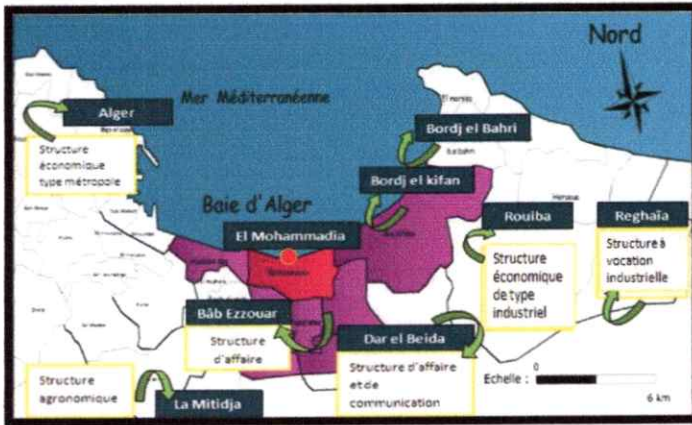 Nord
Alger
Mer Méditerranéenne
Structure
économique
type métropole
Bordj el Bahri
Bordj el kifan
Baie d'Alger
El Mohammadia
Rouiba
Reghaïa
Structure
économique
de type
industriel
Structure à
vocation
industrielle
Bâb Ezzouar
Structure
d'affaire
Dar el Beida
Structure d'affaire
et de
communication
Structure
agronomique
La Mitidja
Echelle :
0
6 km